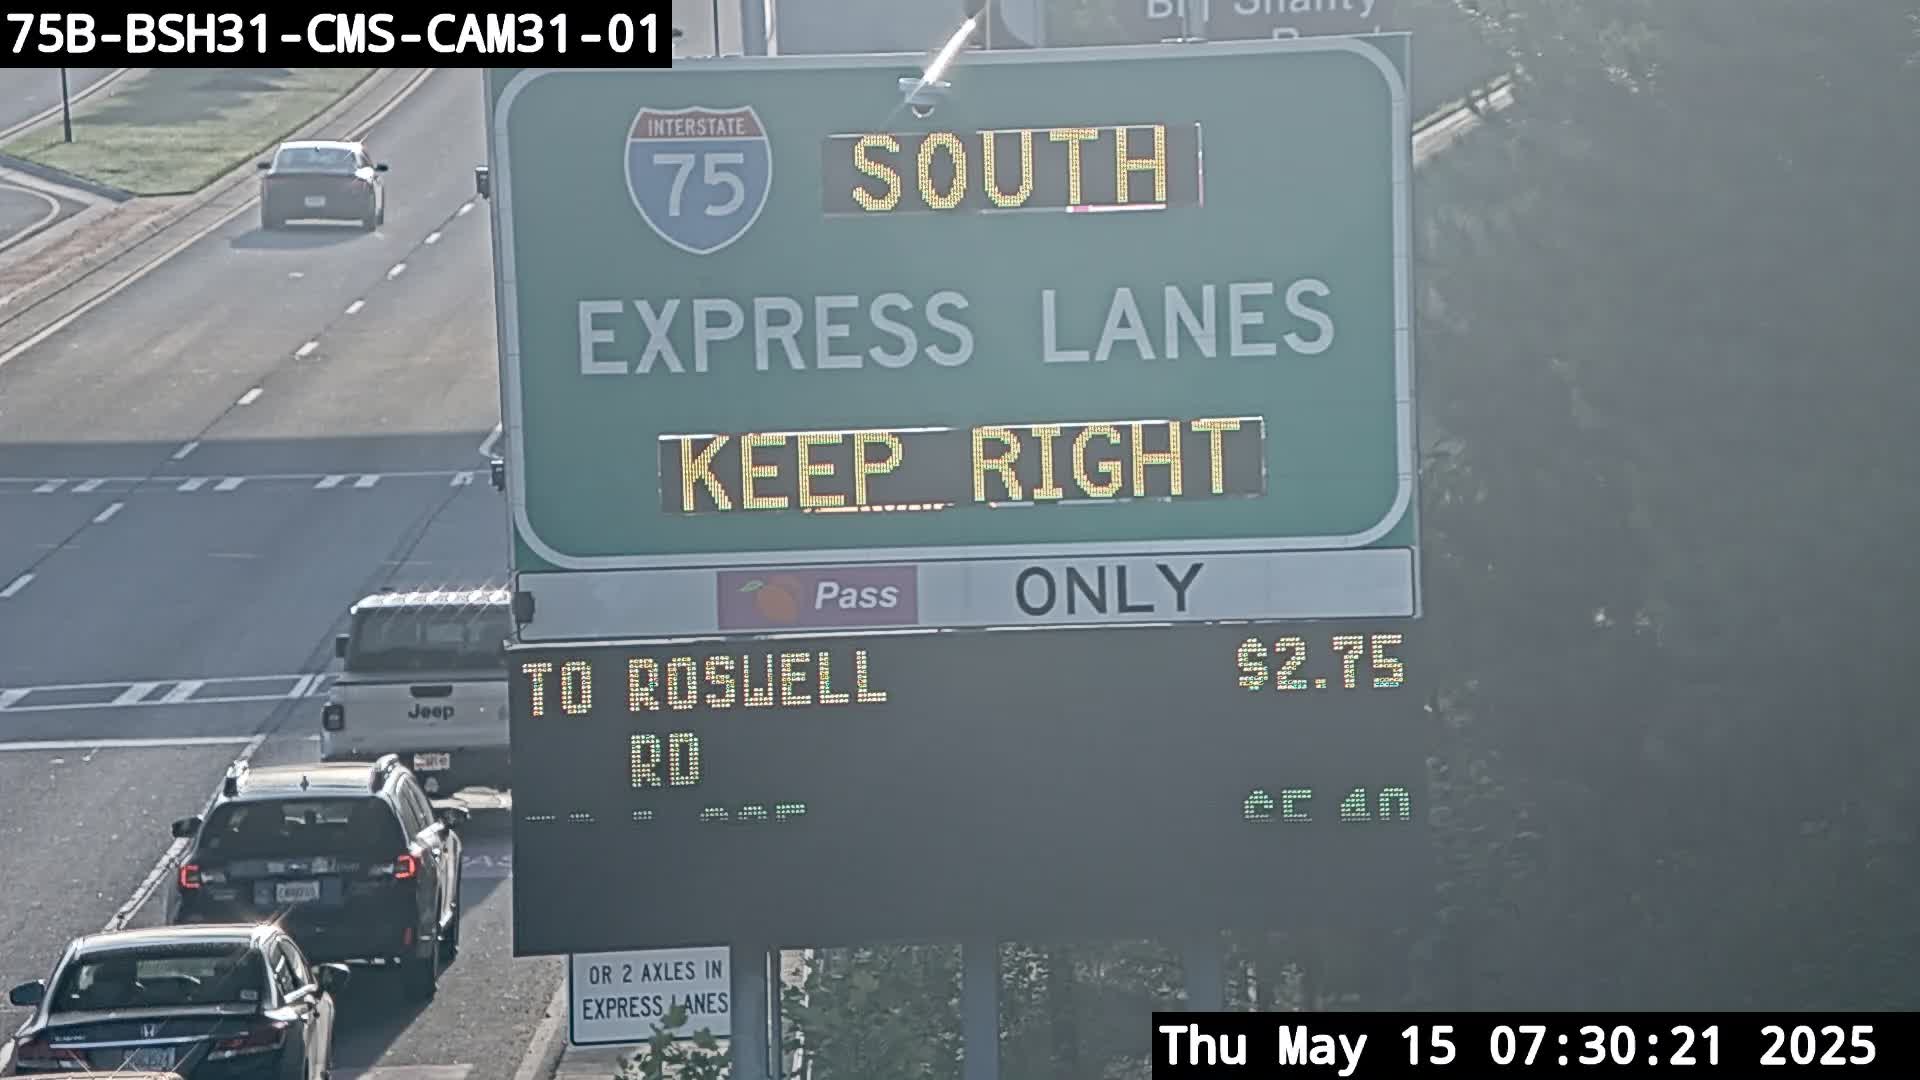 75B-BSH31-CMS-CAM31-01
Shanty
INTERSTATE
75
SOUTH
EXPRESS LANES
KEEP RIGHT
Pass ONLY
TO ROSWELL $2.75
RD
Jeep
OR 2 AXLES IN
EXPRESS LANES
Thu May 15 07:30:21 2025